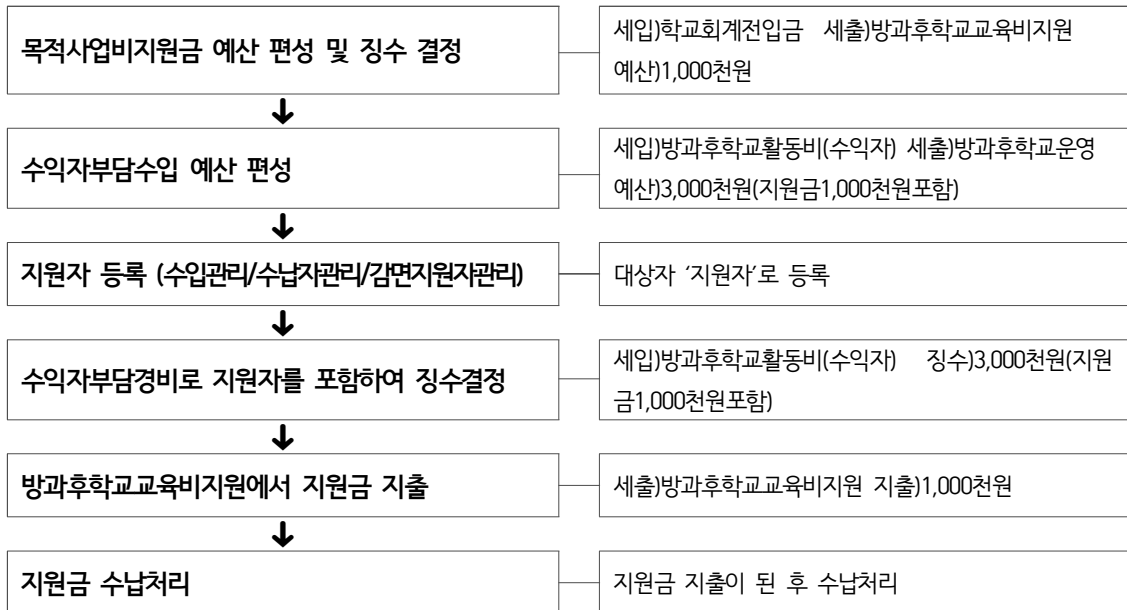 목적사업비지원금 예산 편성 및 징수 결정
세입)학교회계전입금 세출)방과후학교교육비지원
예산)1,000천원
수익자부담수입 예산 편성
세입)방과후학교활동비(수익자) 세출)방과후학교운영
예산)3,000천원(지원금1,000천원포함)
지원자 등록 (수입관리/수납자관리/감면지원자관리)
대상자 ‘지원자’로 등록
수익자부담경비로 지원자를 포함하여 징수결정
세입)방과후학교활동비(수익자) 징수)3,000천원(지원
금1,000천원포함)
방과후학교교육비지원에서 지원금 지출
세출)방과후학교교육비지원 지출)1,000천원
지원금 수납처리
지원금 지출이 된 후 수납처리